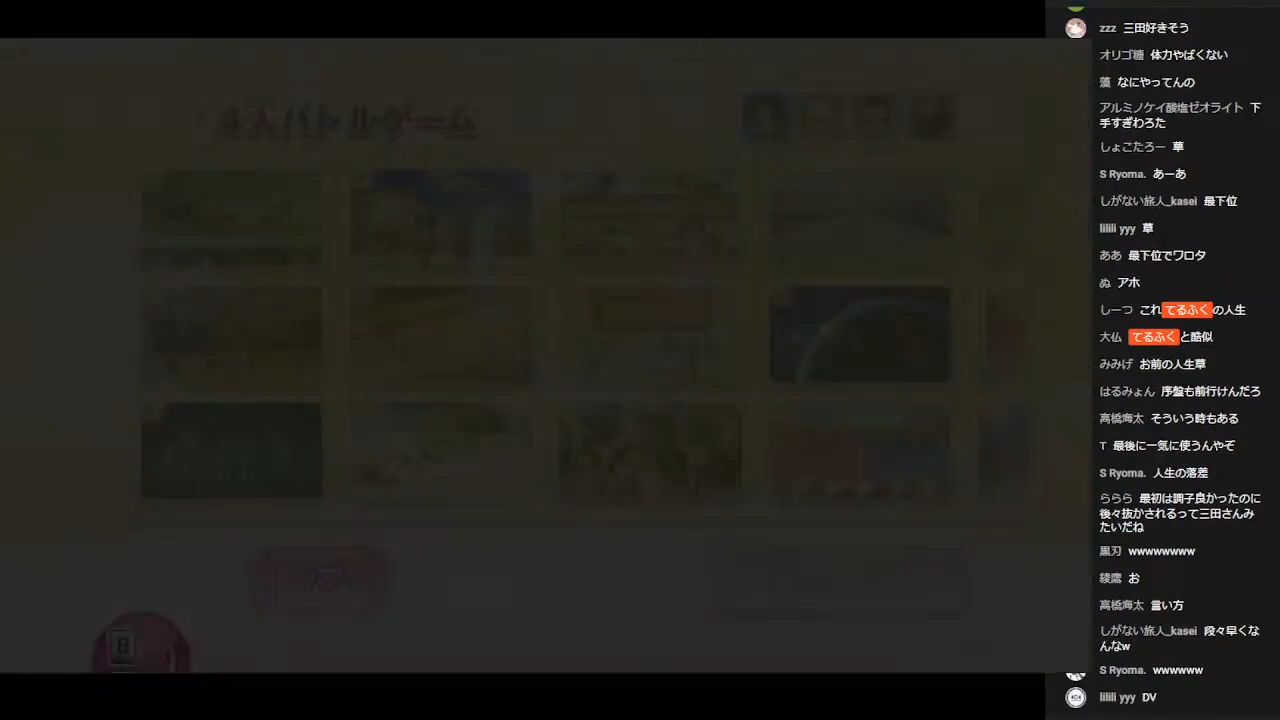 4人バトルゲーム
zzz 三田好きそう
オリゴ糖 体力やばくない
藻 なにやってんの
アルミノケイ酸塩ゼオライト 下
手すぎわろた
しょこたろー 草
S Ryoma. あーあ
しがない旅人_kasei 最下位
lilili yyy 草
ああ 最下位でワロタ
ぬ アホ
しーつ これてるふくの人生
大仏 てるふくと酷似
みみげ お前の人生草
はるみょん 序盤も前行けんだろ
高橋海太 そういう時もある
T 最後に一気に使うんやぞ
S Ryoma. 人生の落差
ららら 最初は調子良かったのに
後々抜かされるって三田さんみ
たいだね
黒刃 wwwwwwww
綾鷹 お
高橋海太 言い方
しがない旅人_kasei 段々早くな
んなw
S Ryoma. wwwwww
lilili yyy DV